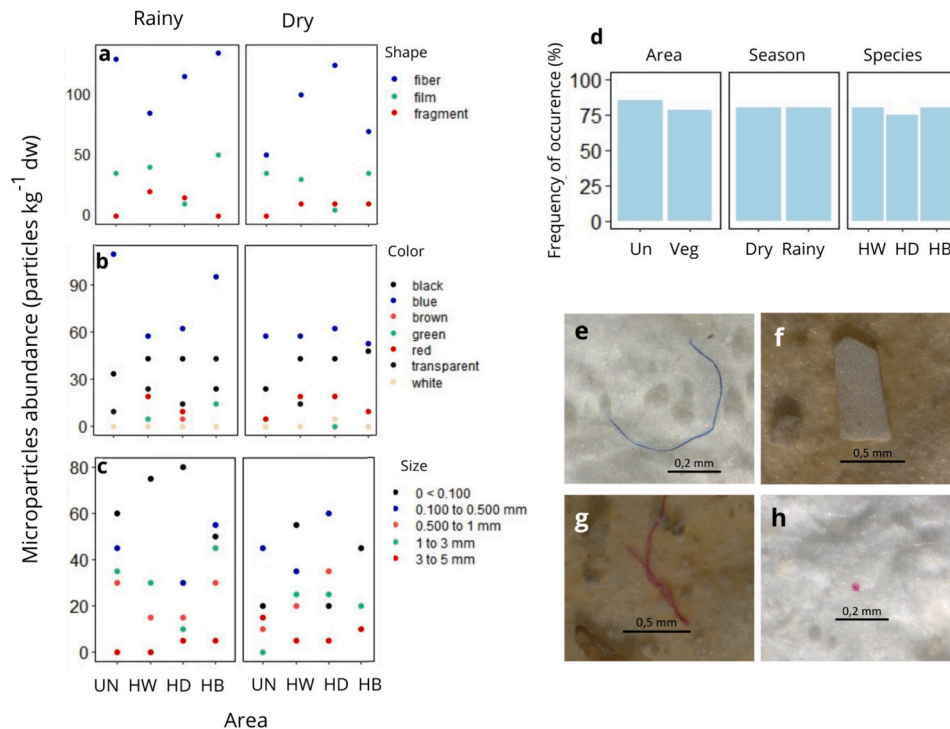 Rainy
Dry
Microparticles abundance (particles kg-1 dw)
a
100
50
0
Shape
fiber
film
fragment
b
90
60
30
0
Color
black
blue
brown
green
red
transparent
white
c
80
60
40
20
0
Size
0 < 0.100
0.100 to 0.500 mm
0.500 to 1 mm
1 to 3 mm
3 to 5 mm
UN HW HD HB
UN HW HD HB
Area
d
Area
Season
Species
Frequency of occurence (%)
100
75
50
25
0
Un Veg
Dry Rainy
HW HD HB
e
0,2 mm
f
0,5 mm
g
0,5 mm
h
0,2 mm